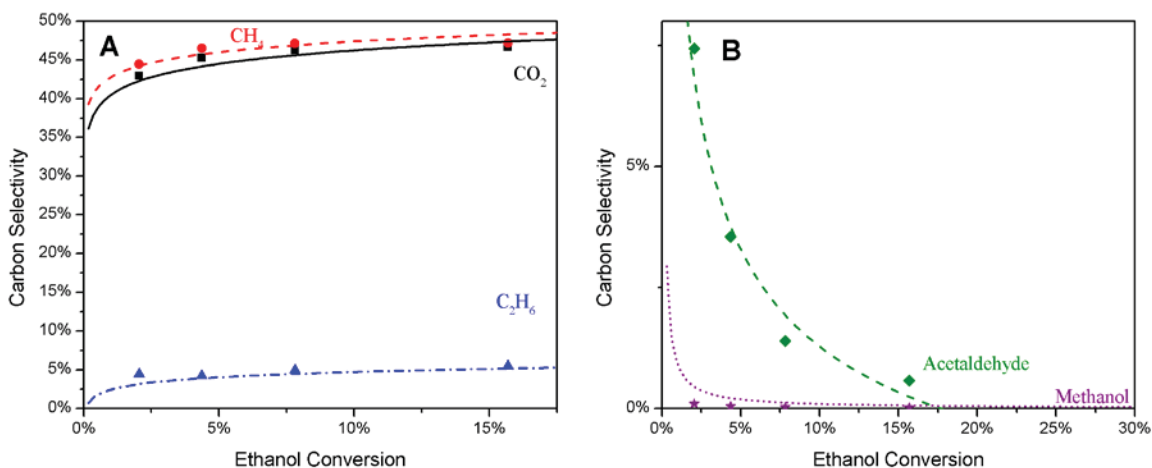 50%
45%
40%
35%
30%
25%
20%
15%
10%
5%
0%
0%
5%
10%
15%
Carbon Selectivity
Ethanol Conversion
A
CH4
CO2
C2H6
5%
0%
0%
5%
10%
15%
20%
25%
30%
Carbon Selectivity
Ethanol Conversion
B
Acetaldehyde
Methanol